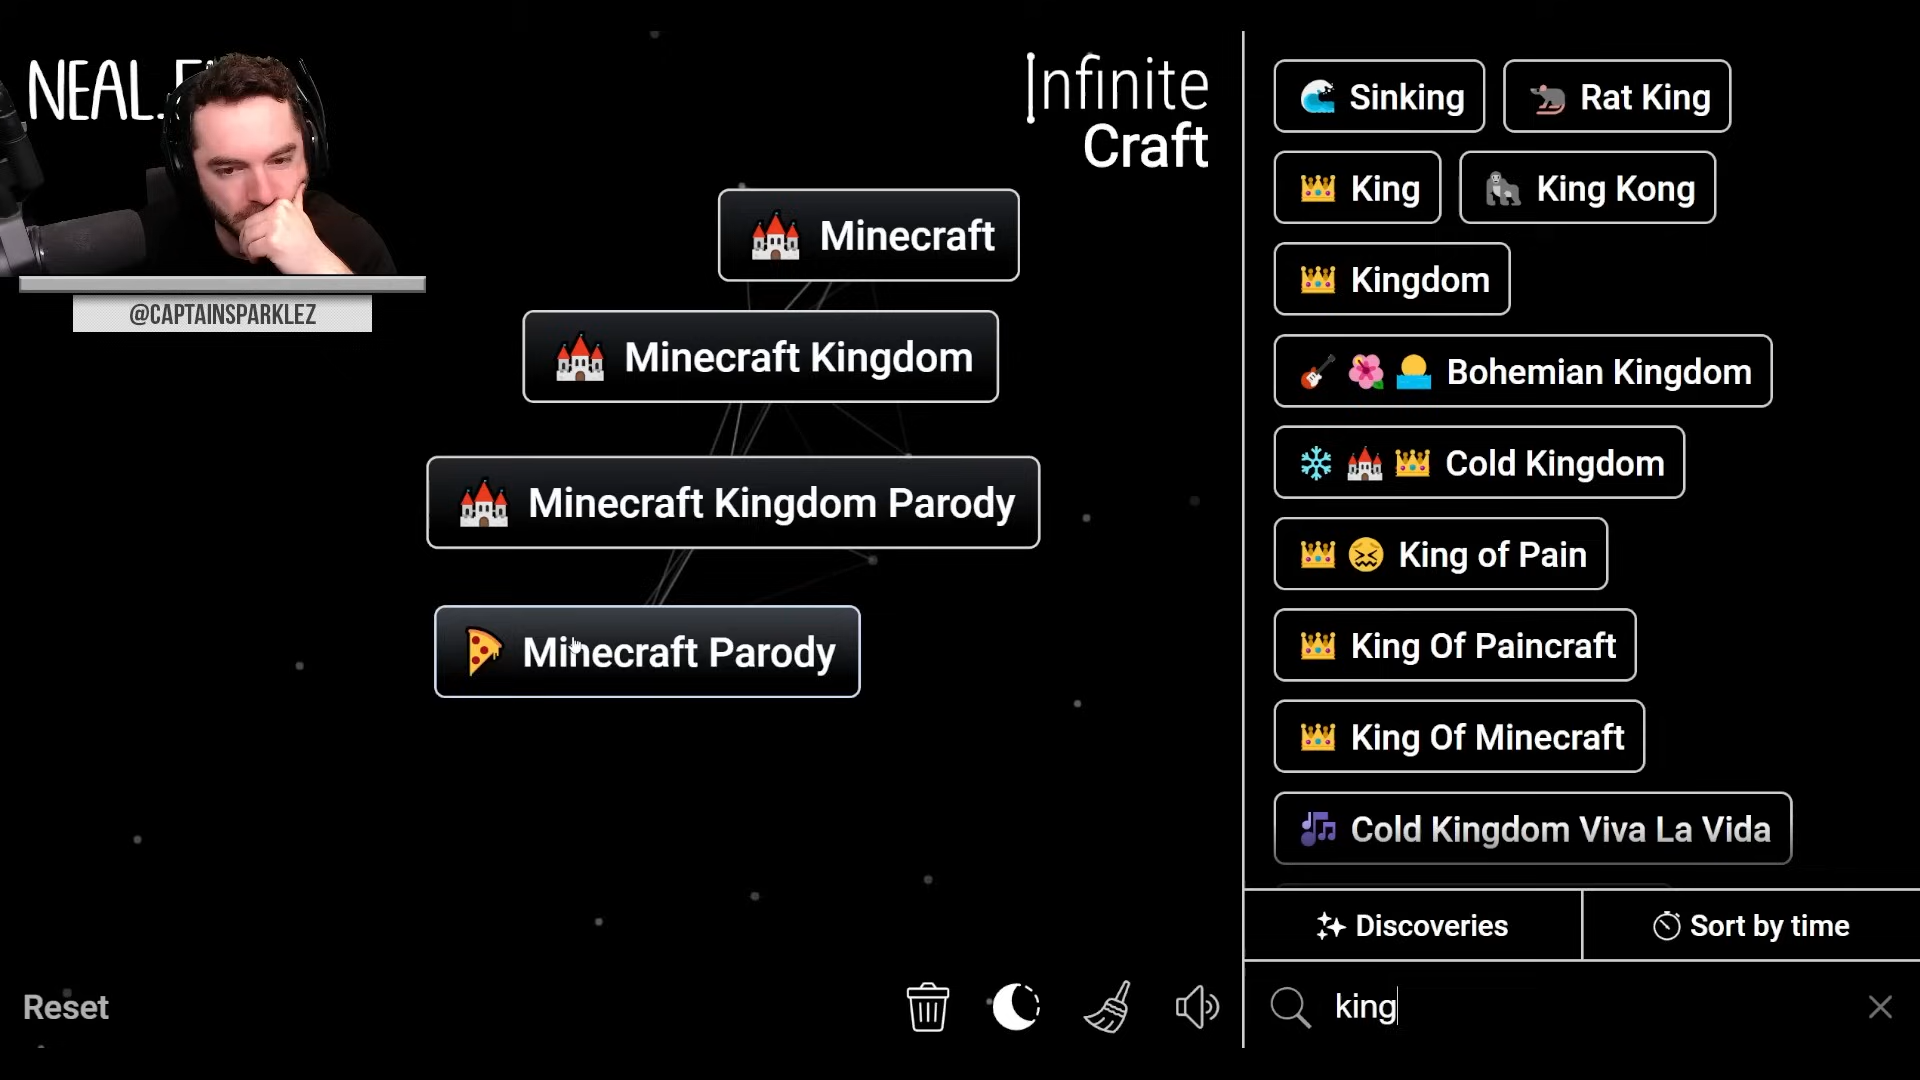 NEAL.F
@CAPTAINSPARKLEZ
Infinite
Craft
Minecraft
Minecraft Kingdom
Minecraft Kingdom Parody
Minecraft Parody
Reset
Sinking
Rat King
King
King Kong
Kingdom
Bohemian Kingdom
Cold Kingdom
King of Pain
King Of Paincraft
King Of Minecraft
Cold Kingdom Viva La Vida
Discoveries
Sort by time
king